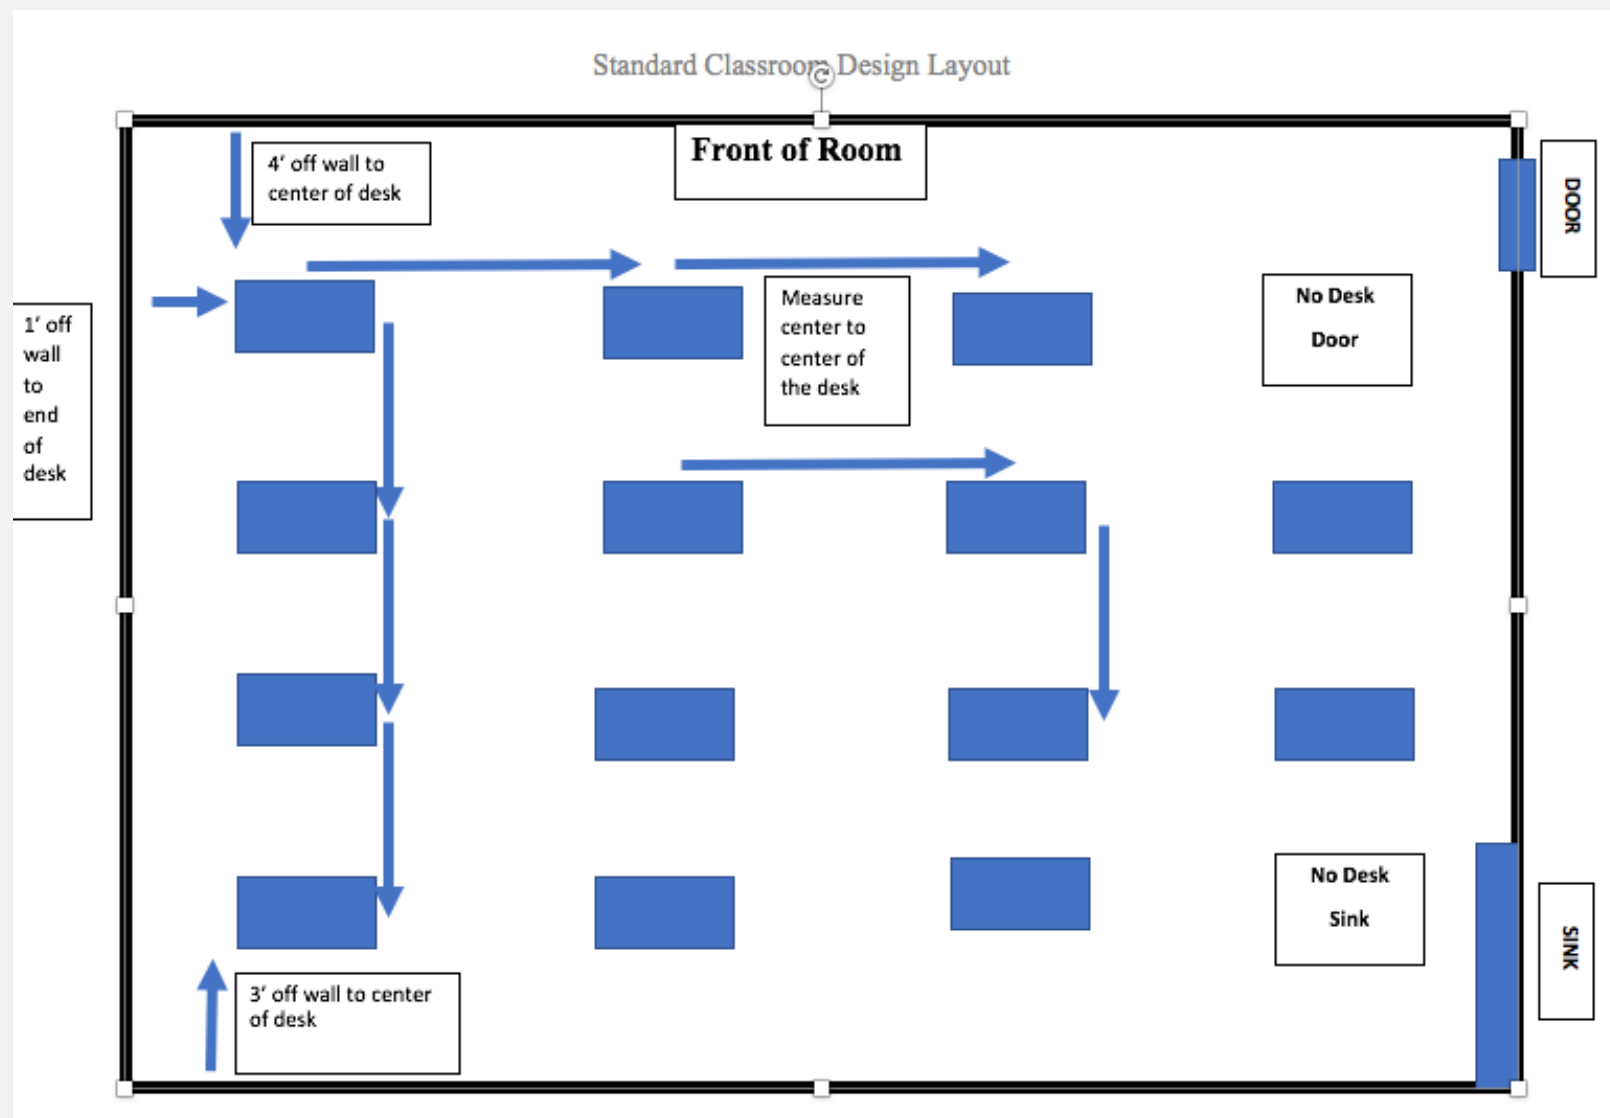 Standard Classroom Design Layout
Front of Room
4' off wall to
center of desk
DOOR
1' off
wall
to
end
of
desk
Measure
center to
center of
the desk
No Desk
Door
No Desk
Sink
SINK
3' off wall to center
of desk